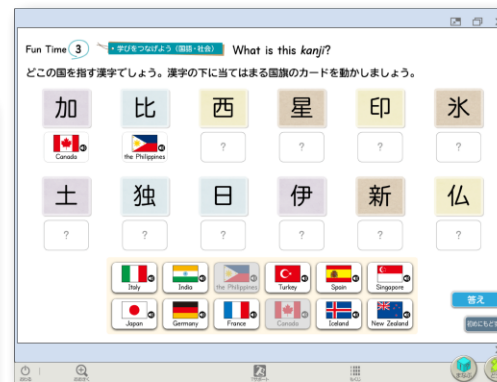 Fun Time 3 学びをつなげよう（国語・社会） What is this kanji?
どこの国を指す漢字でしょう。漢字の下に当てはまる国旗のカードを動かしましょう。
加 比 西 星 印 氷
Canada the Philippines ? ? ? ?
土 独 日 伊 新 仏
? ? ? ? ? ?
Italy India the Philippines Turkey Spain Singapore
答え
Japan Germany France Canada Iceland New Zealand
まなぶ